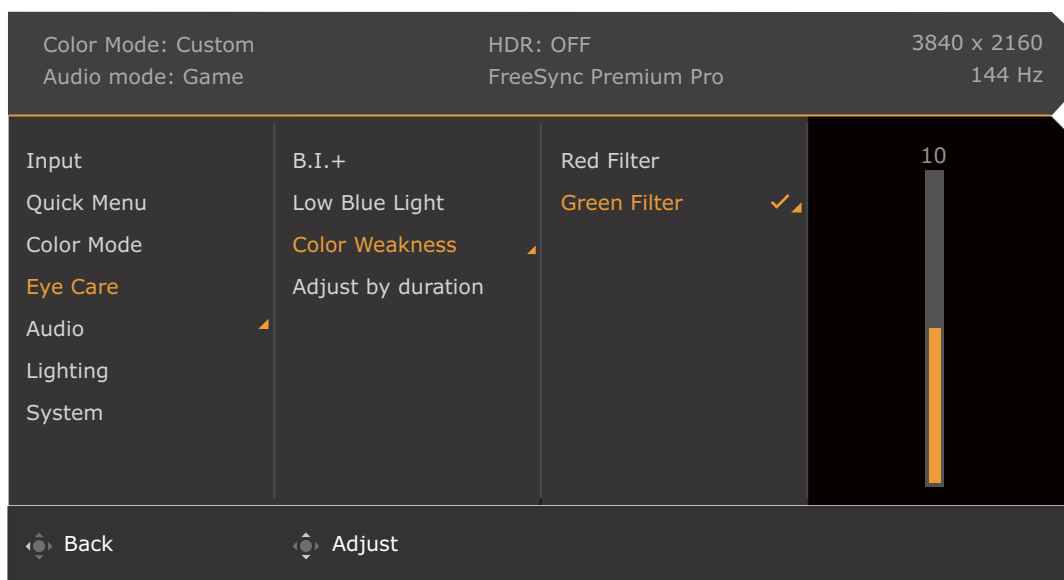 Color Mode: Custom
HDR: OFF
3840 x 2160
Audio mode: Game
FreeSync Premium Pro
144 Hz
Input
Quick Menu
Color Mode
Eye Care
Audio
Lighting
System
B.I.+
Low Blue Light
Color Weakness
Adjust by duration
Red Filter
Green Filter
10
Back
Adjust